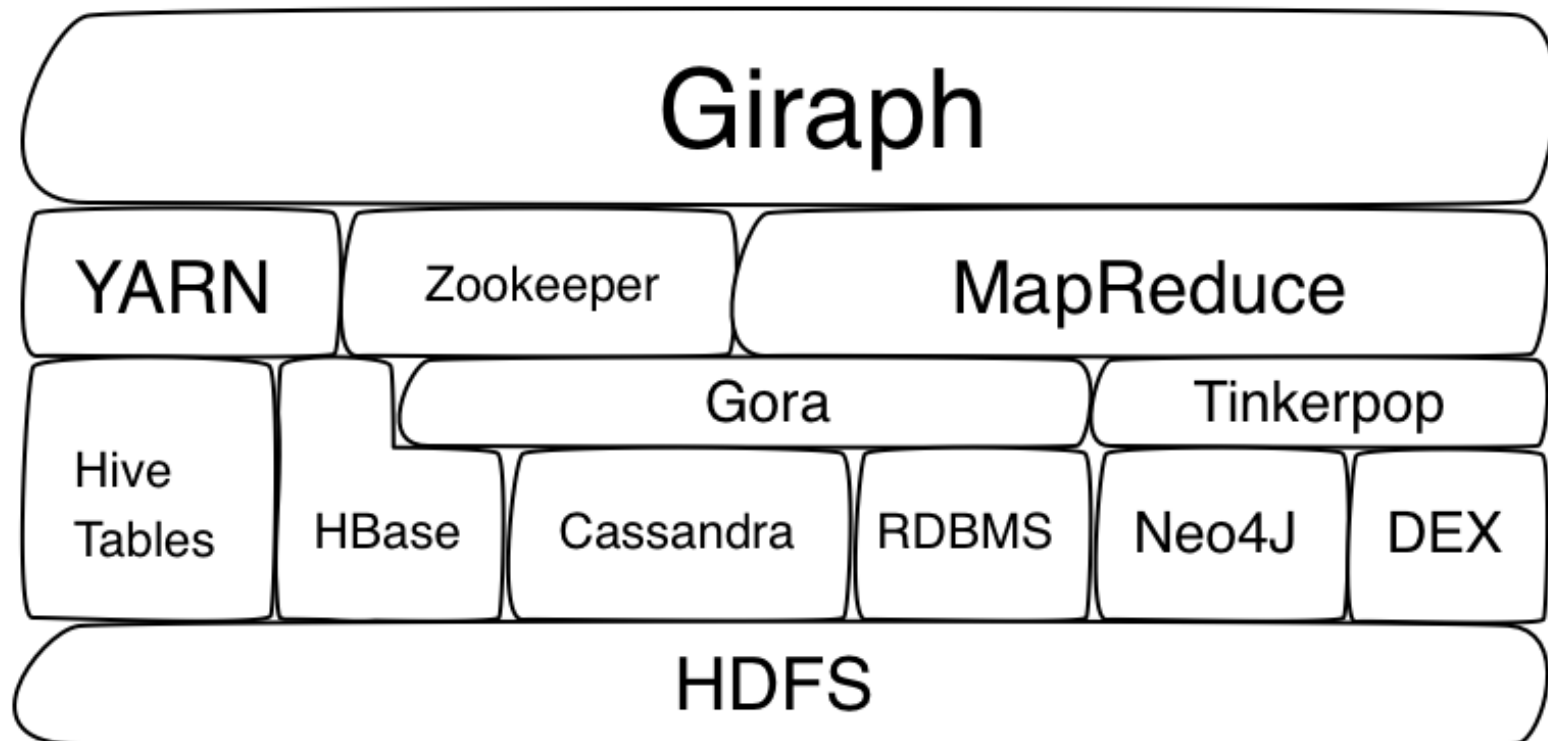 Giraph
YARN
Zookeeper
MapReduce
Gora
Tinkerpop
Hive
Tables
HBase
Cassandra
RDBMS
Neo4J
DEX
HDFS